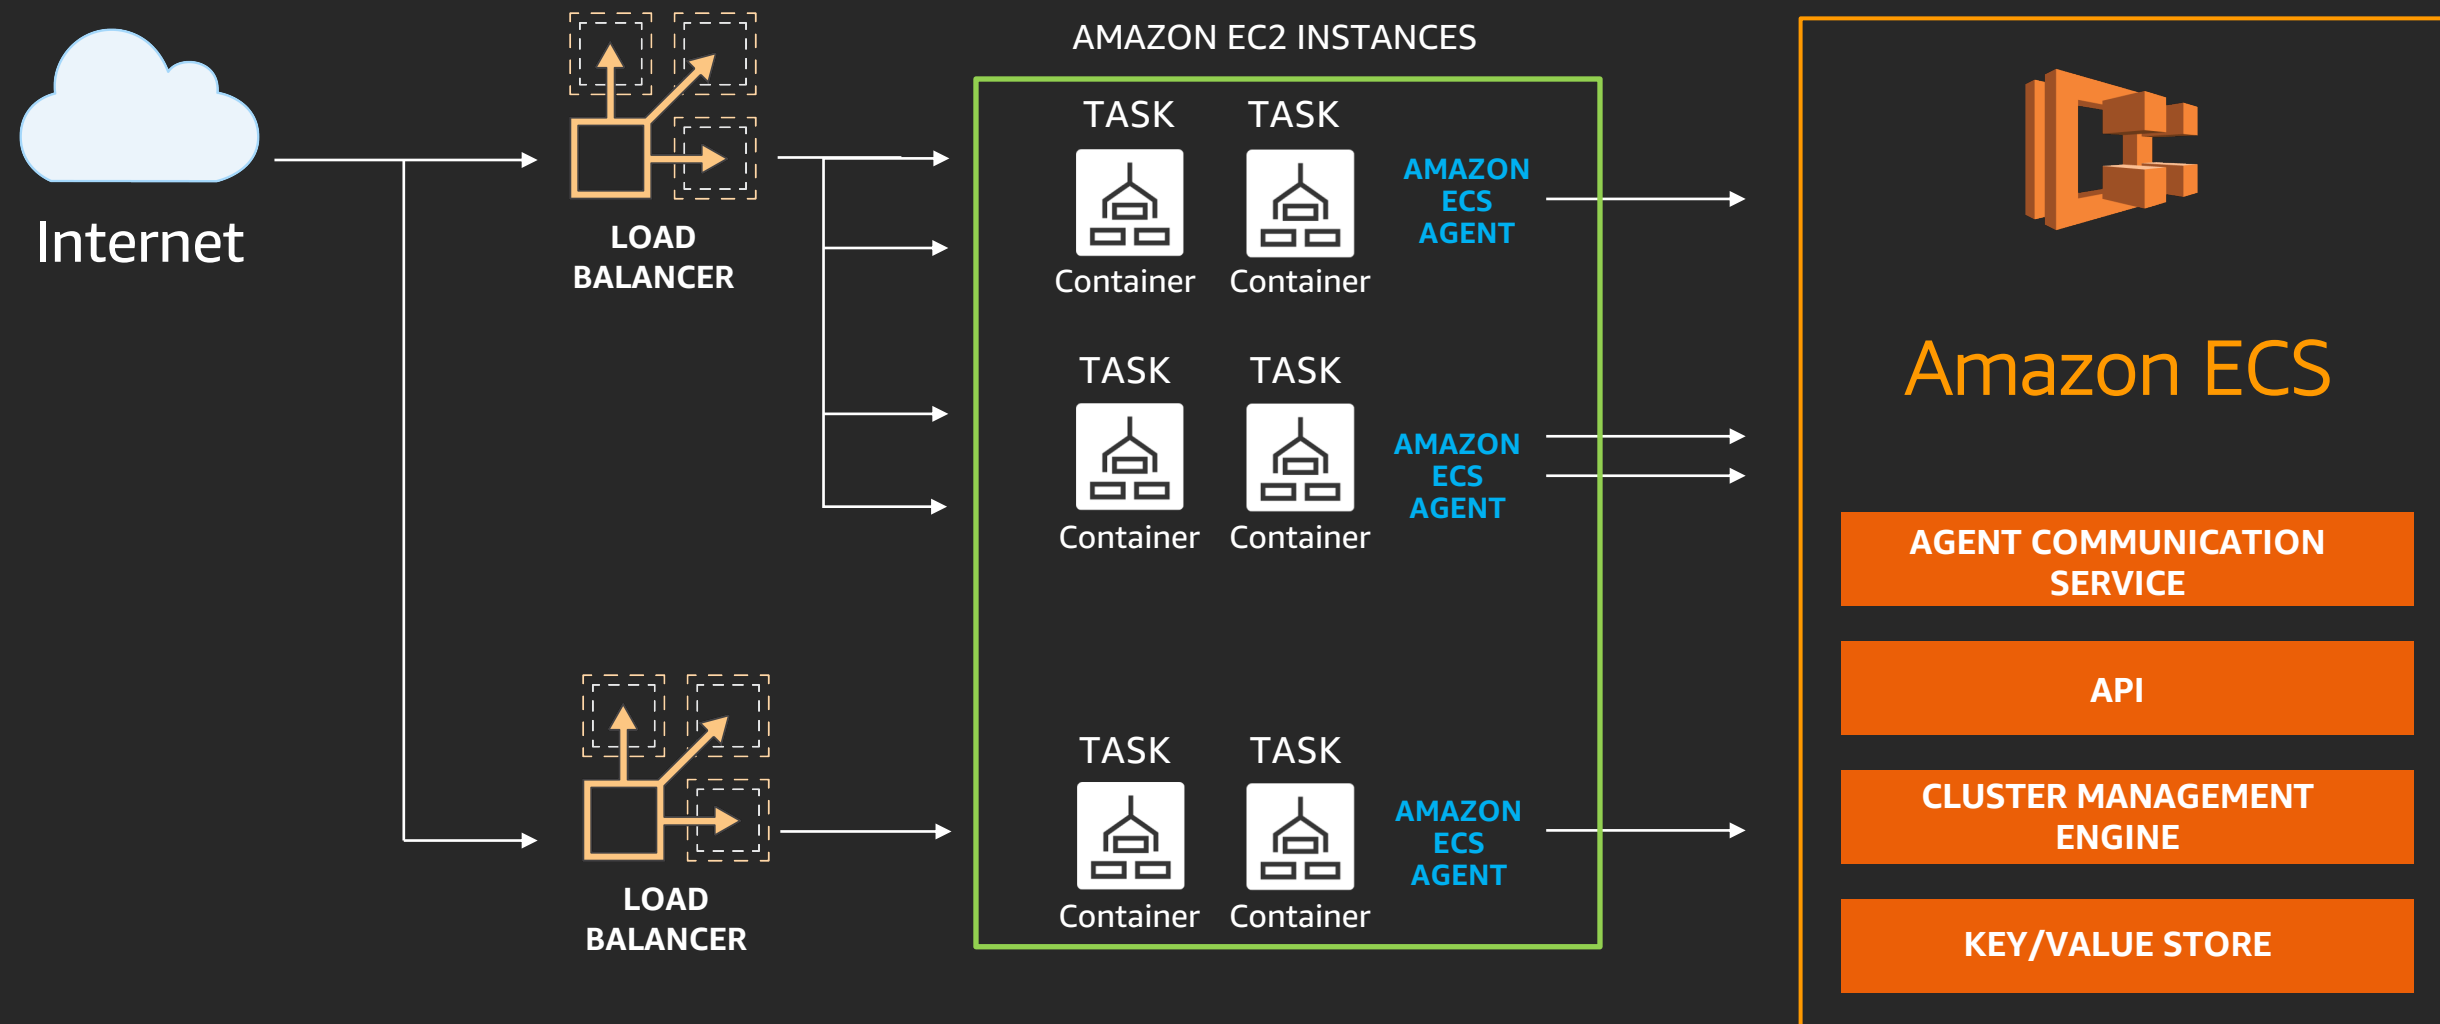 Internet
LOAD
BALANCER
LOAD
BALANCER
AMAZON EC2 INSTANCES
TASK
TASK
Container
Container
AMAZON
ECS
AGENT
TASK
TASK
Container
Container
AMAZON
ECS
AGENT
TASK
TASK
Container
Container
AMAZON
ECS
AGENT
Amazon ECS
AGENT COMMUNICATION
SERVICE
API
CLUSTER MANAGEMENT
ENGINE
KEY/VALUE STORE